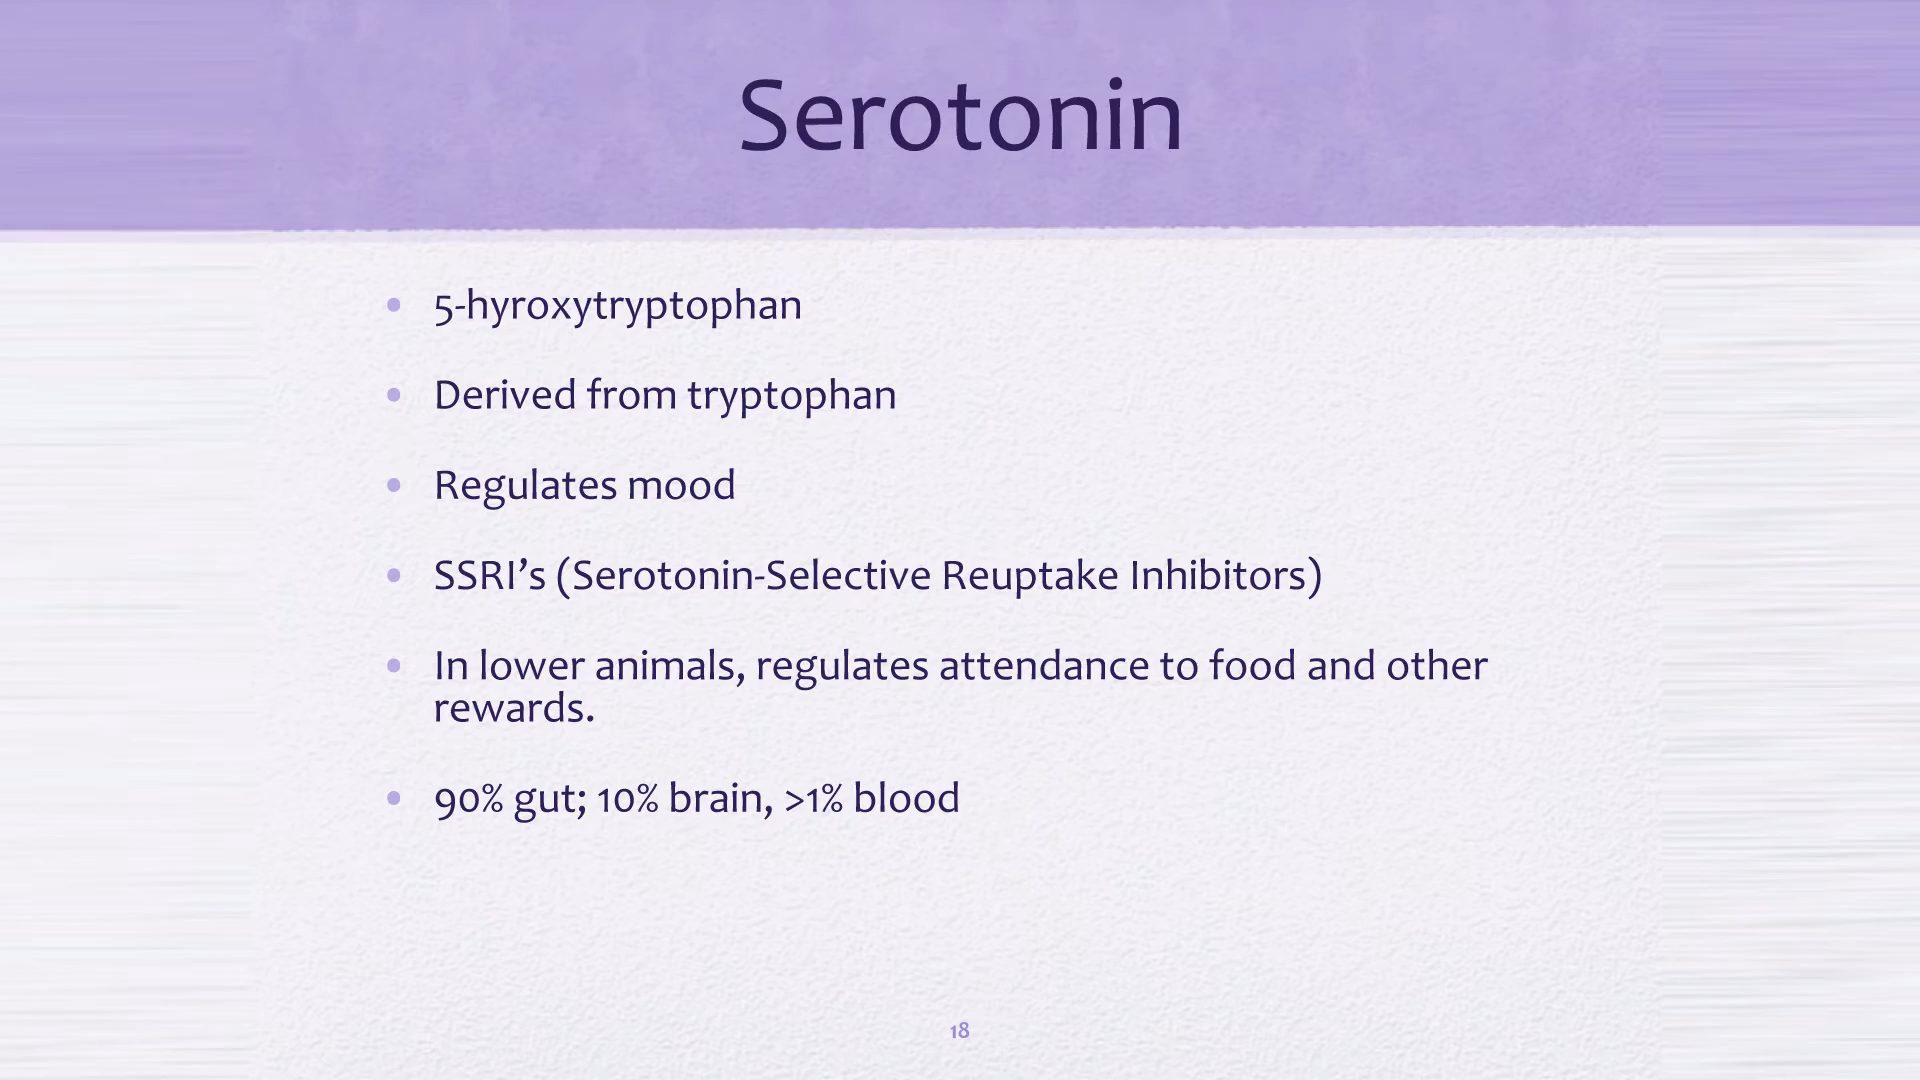 Serotonin
• 5-hyroxytryptophan
• Derived from tryptophan
• Regulates mood
• SSRI’s (Serotonin-Selective Reuptake Inhibitors)
• In lower animals, regulates attendance to food and other
rewards.
• 90% gut; 10% brain, >1% blood
18